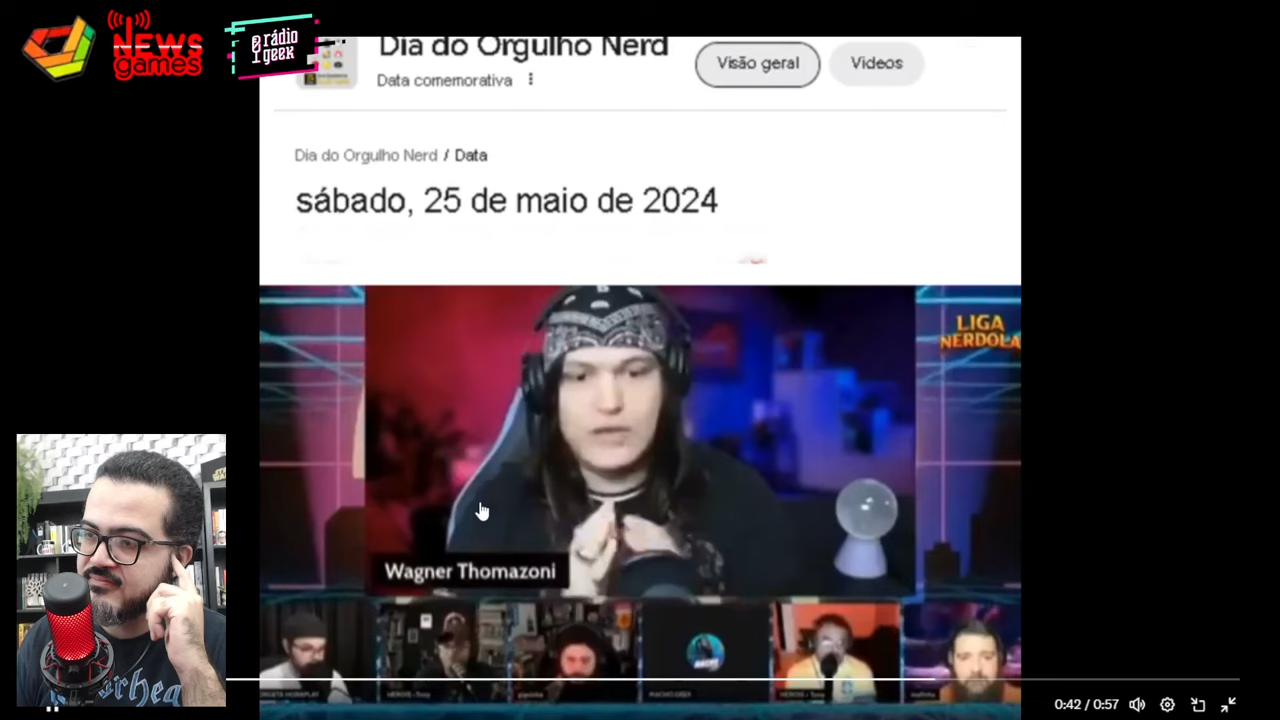 NEWS
games
rádio
geek
Dia do Orgulho Nerd
Data comemorativa
Visão geral
Videos
Dia do Orgulho Nerd / Data
sábado, 25 de maio de 2024
LIGA
NERDOLA
Wagner Thomazoni
0:42 / 0:57